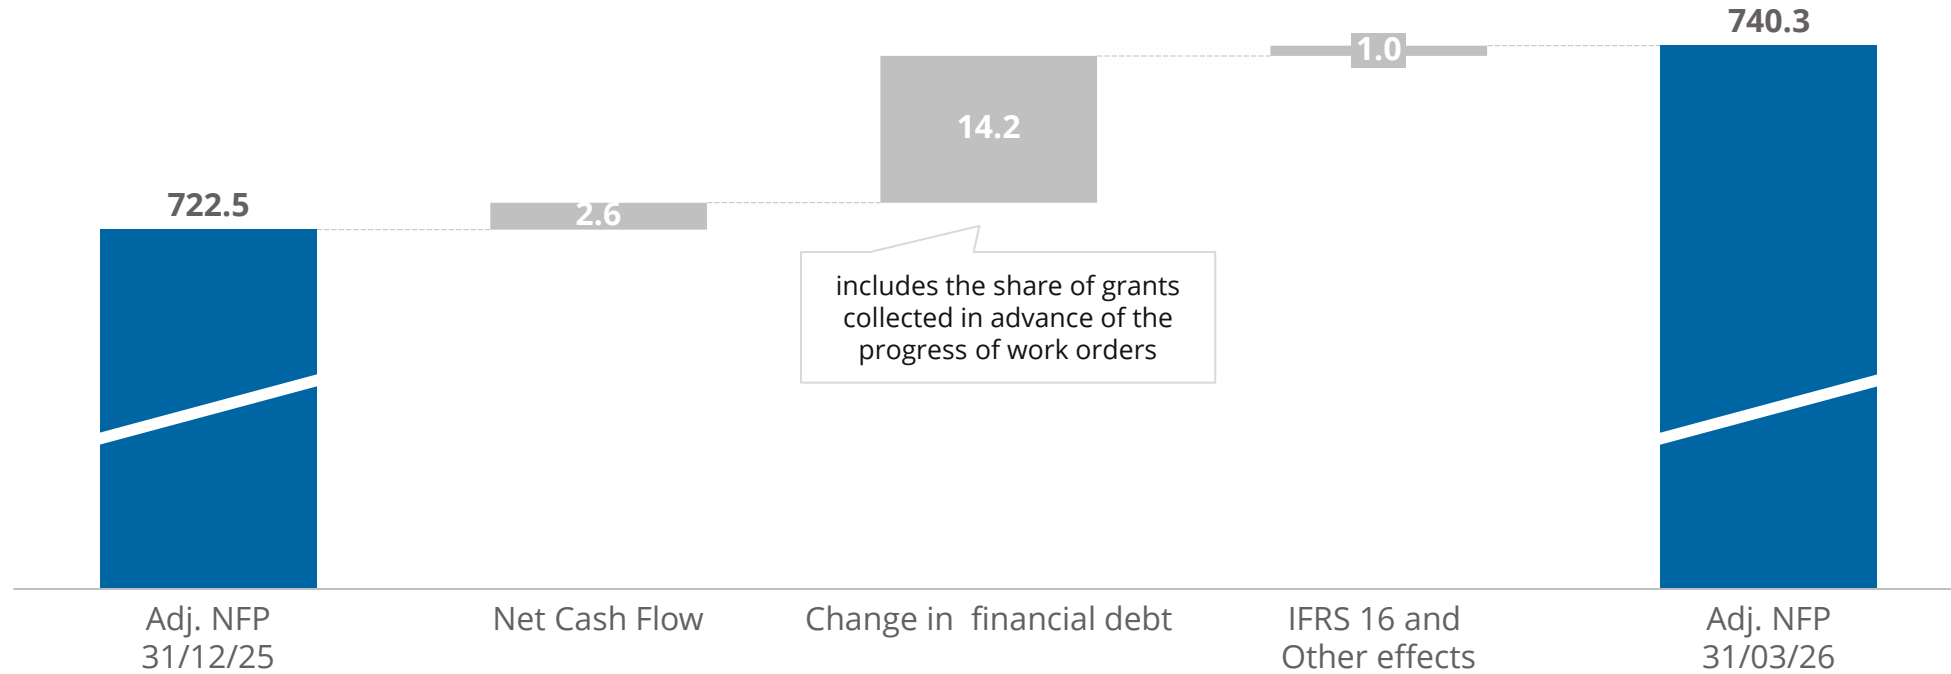 740.3
1.0
14.2
722.5
2.6
includes the share of grants
collected in advance of the
progress of work orders
Adj. NFP
31/12/25
Net Cash Flow
Change in  financial debt
IFRS 16 and
Other effects
Adj. NFP
31/03/26